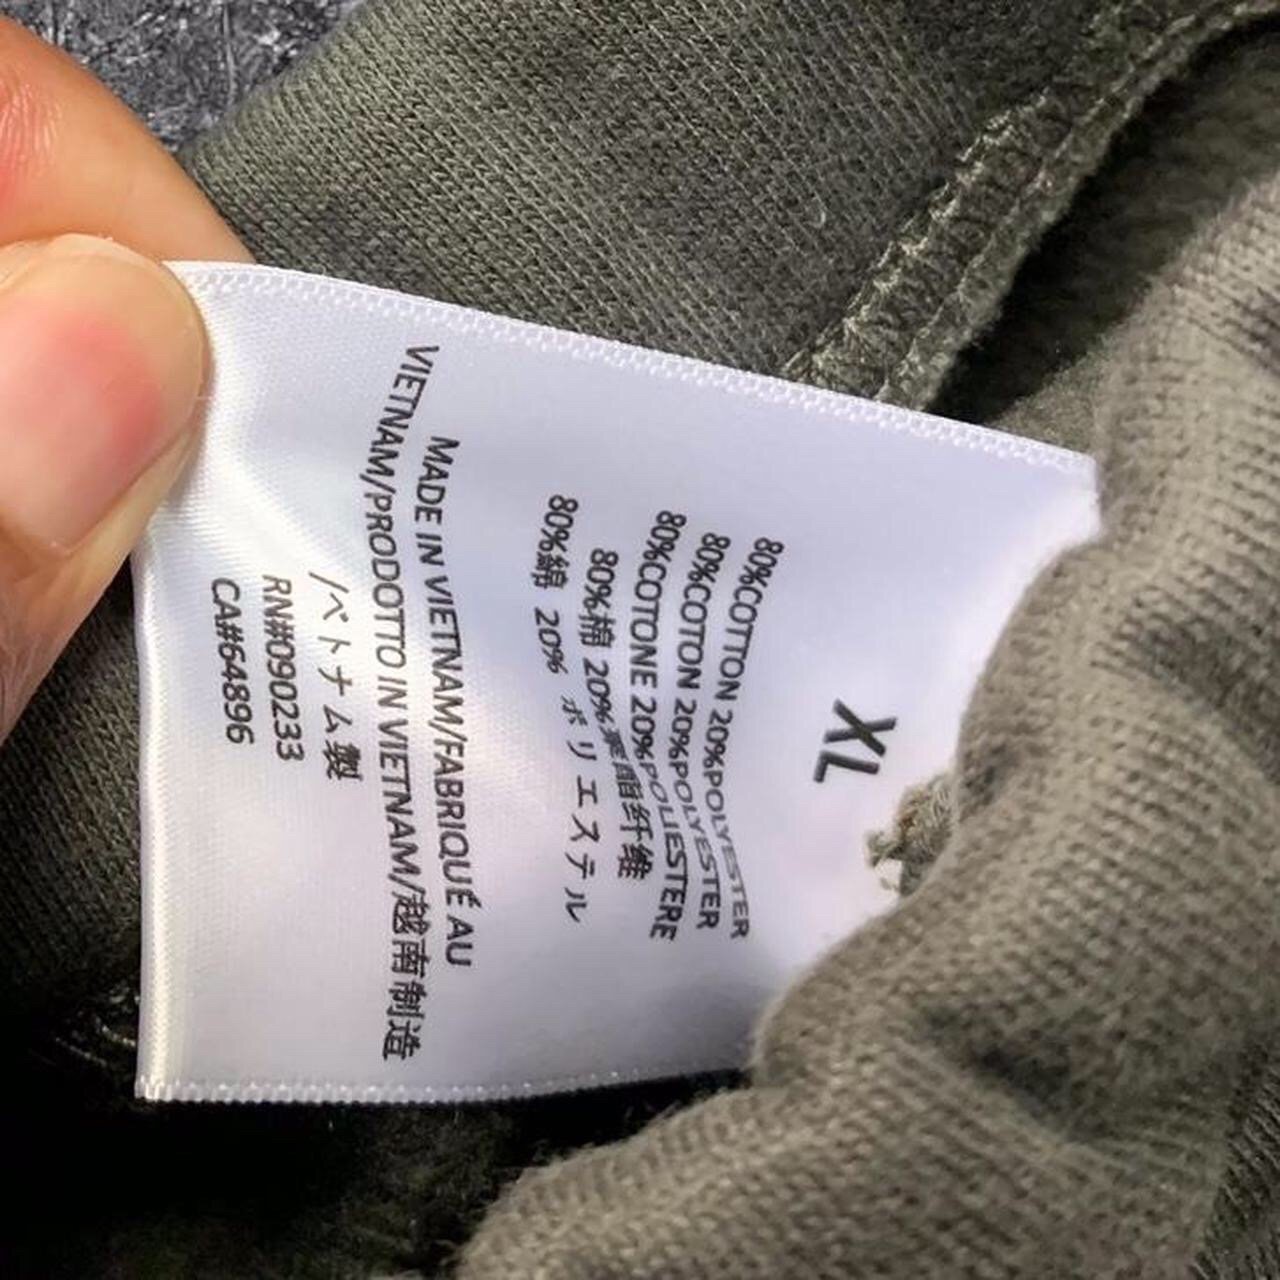 XL
80%COTTON 20%POLYESTER
80%COTON 20%POLYESTER
80%COTONE 20%POLIESTERE
80%棉 20%聚酯纤维
80%綿 20% ポリエステル
MADE IN VIETNAM/FABRIQUÉ AU
VIETNAM/PRODOTTO IN VIETNAM/越南制造
/ベトナム製
RN#090233
CA#64896